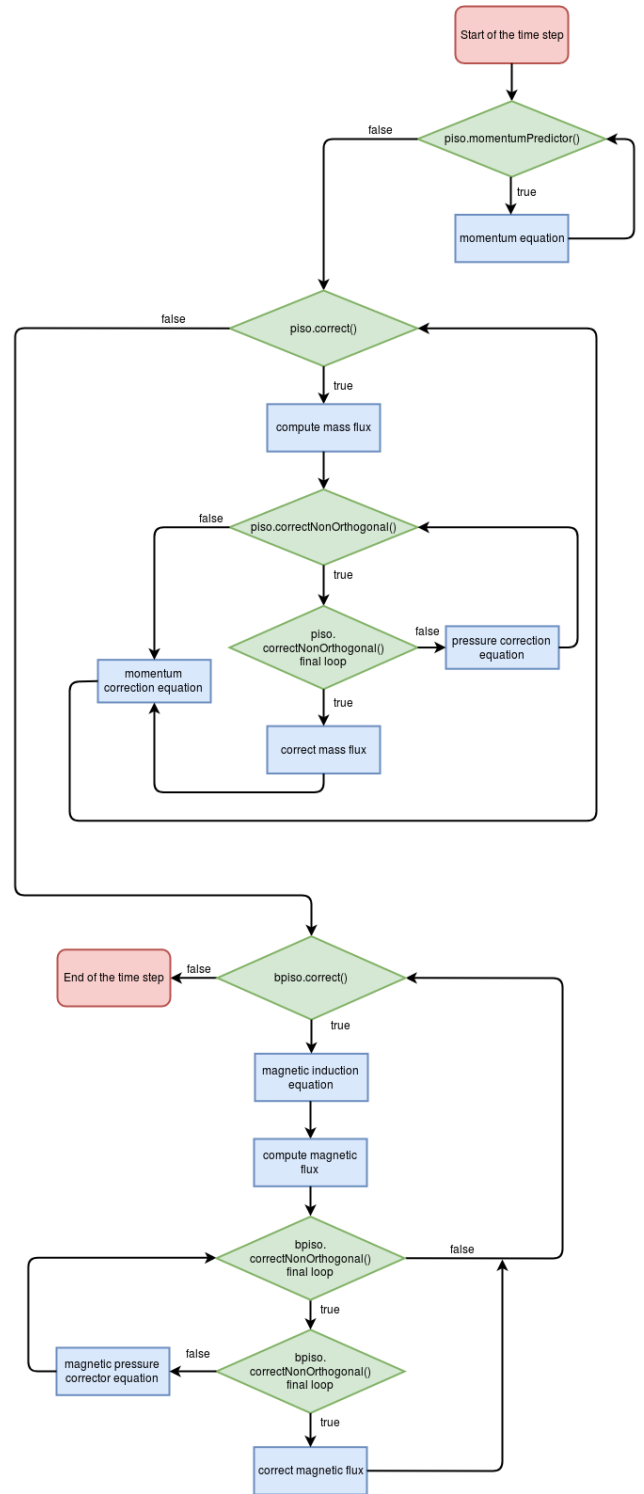 Start of the time step
piso.momentumPredictor()
false
true
momentum equation
piso.correct()
false
true
compute mass flux
piso.correctNonOrthogonal()
false
true
piso.
correctNonOrthogonal()
final loop
false
pressure correction
equation
momentum
correction equation
true
correct mass flux
bpiso.correct()
false
End of the time step
true
magnetic induction
equation
compute magnetic
flux
bpiso.
correctNonOrthogonal()
final loop
false
true
bpiso.
correctNonOrthogonal()
final loop
false
magnetic pressure
corrector equation
true
correct magnetic flux